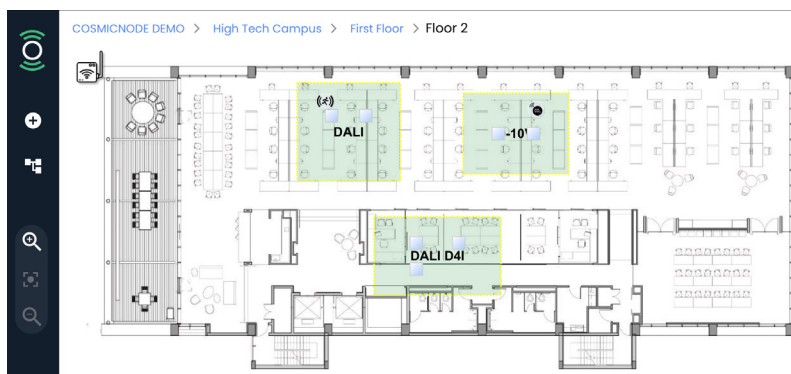 COSMICNODE DEMO > High Tech Campus > First Floor > Floor 2
DALI
-10V
DALI D4I